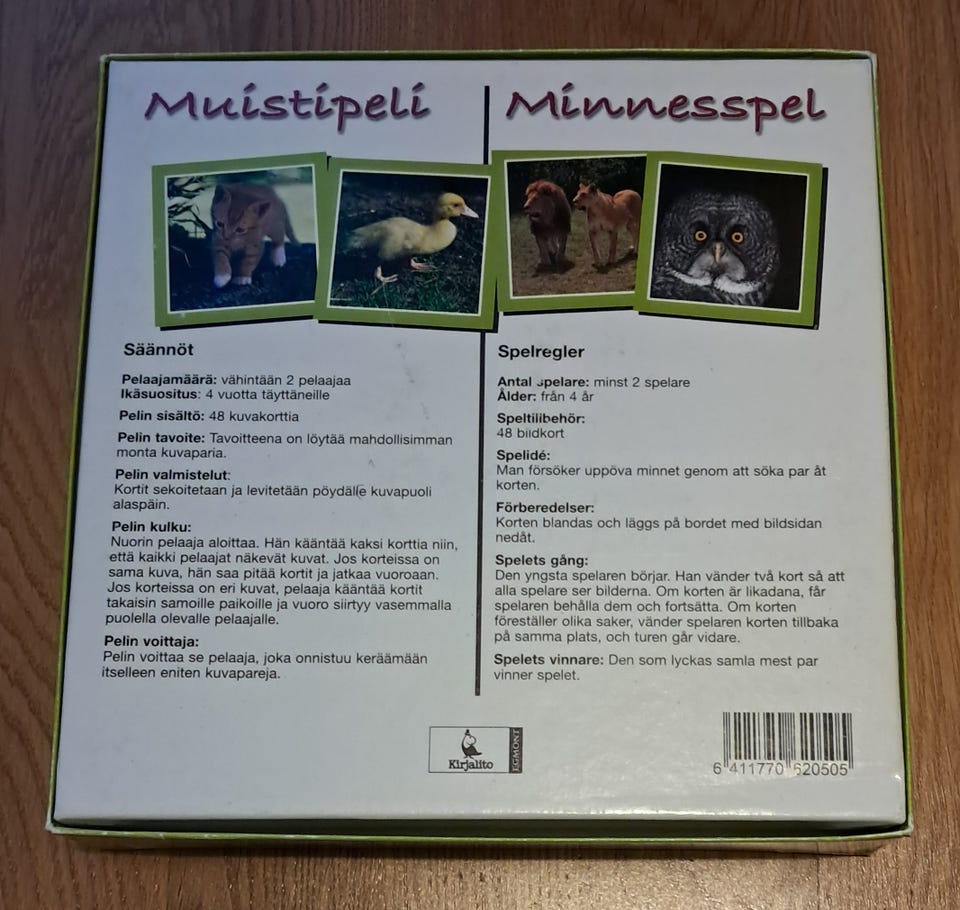 Muistipeli
Säännöt
Pelaajamäärä: vähintään 2 pelaajaa
Ikäsuositus: 4 vuotta täyttäneille
Pelin sisältö: 48 kuvakorttia
Pelin tavoite: Tavoitteena on löytää mahdollisimman
monta kuvaparia.
Pelin valmistelut:
Kortit sekoitetaan ja levitetään pöydälle kuvapuoli
alaspäin.
Pelin kulku:
Nuorin pelaaja aloittaa. Hän kääntää kaksi korttia niin,
että kaikki pelaajat näkevät kuvat. Jos korteissa on
sama kuva, hän saa pitää kortit ja jatkaa vuoroaan.
Jos korteissa on eri kuvat, pelaaja kääntää kortit
takaisin samoille paikoille ja vuoro siirtyy vasemmalla
puolella olevalle pelaajalle.
Pelin voittaja:
Pelin voittaa se pelaaja, joka onnistuu keräämään
itselleen eniten kuvapareja.
Minnesspel
Spelregler
Antal spelare: minst 2 spelare
Ålder: från 4 år
Speltilibehör:
48 bildkort
Spelidé:
Man försöker uppöva minnet genom att söka par åt
korten.
Förberedelser:
Korten blandas och läggs på bordet med bildsidan
nedåt.
Spelets gång:
Den yngsta spelaren börjar. Han vänder två kort så att
alla spelare ser bilderna. Om korten är likadana, får
spelaren behålla dem och fortsätta. Om korten
föreställer olika saker, vänder spelaren korten tillbaka
på samma plats, och turen går vidare.
Spelets vinnare: Den som lyckas samla mest par
vinner spelet.
Kirjalito
EGMONT
6 411770 620505